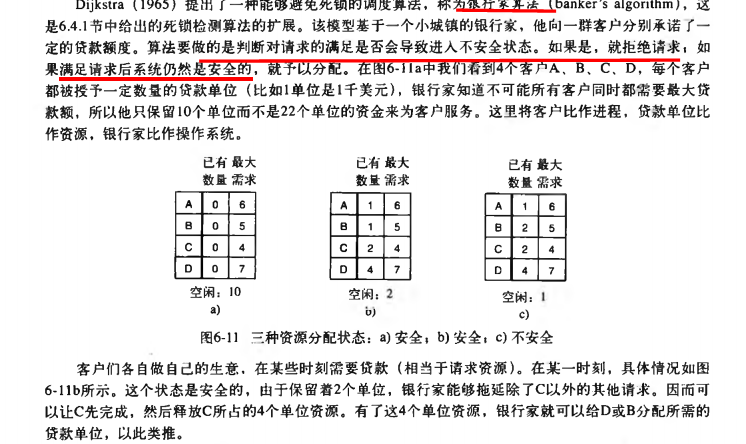 Dijkstra（1965）提出了一种能够避免死锁的调度算法，称为银行家算法（banker's algorithm），这
是6.4.1节中给出的死锁检测算法的扩展。该模型基于一个小城镇的银行家，他向一群客户分别承诺了一
定的贷款额度。算法要做的是判断对请求的满足是否会导致进入不安全状态。如果是，就拒绝请求；如
果满足请求后系统仍然是安全的，就予以分配。在图6-11a中我们看到4个客户A、B、C、D，每个客户
都被授予一定数量的贷款单位（比如1单位是1千美元），银行家知道不可能所有客户同时都需要最大贷
款额，所以他只保留10个单位而不是22个单位的资金来为客户服务。这里将客户比作进程，贷款单位比
作资源，银行家比作操作系统。
已有 最大 已有 最大 已有 最大
数量 需求 数量 需求 数量 需求
A 0 6 A 1 6 A 1 6
B 0 5 B 1 5 B 2 5
C 0 4 C 2 4 C 2 4
D 0 7 D 4 7 D 4 7
空闲：10 空闲：2 空闲：1
a) b) c)
图6-11 三种资源分配状态：a) 安全；b) 安全；c) 不安全
客户们各自做自己的生意，在某些时刻需要贷款（相当于请求资源）。在某一时刻，具体情况如图
6-11b所示。这个状态是安全的，由于保留着2个单位，银行家能够拖延除了C以外的其他请求。因而可
以让C先完成，然后释放C所占的4个单位资源。有了这4个单位资源，银行家就可以给D或B分配所需的
贷款单位，以此类推。